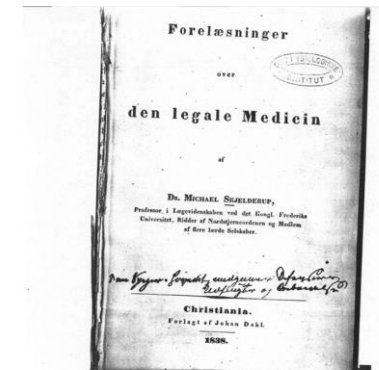 Forelæsninger
over
den legale Medicin
af
Dr. Michael Skjelderup,
Professor i Lægevidenskaben ved det Kongl. Frederiks
Universitet, Ridder af Nordstjerneordenen og Medlem
af flere lærde Selskaber.
Christiania.
Forlagt af Johan Dahl.
1838.